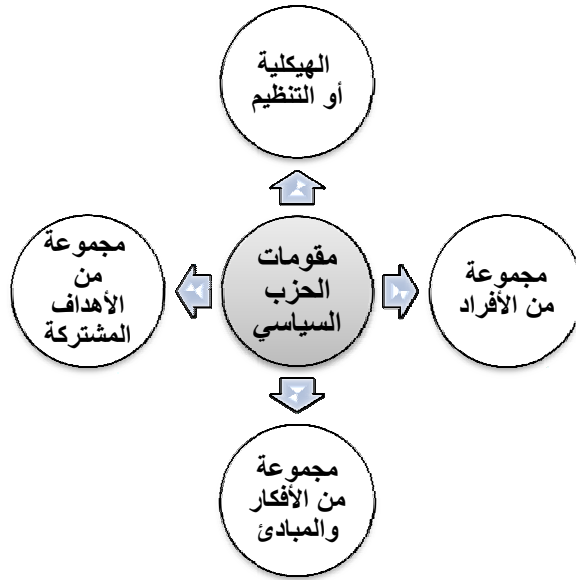 الهيكلية
أو التنظيم
مجموعة
من الأفراد
مقومات
الحزب
السياسي
مجموعة
من
الأهداف
المشتركة
مجموعة
من الأفكار
والمبادئ